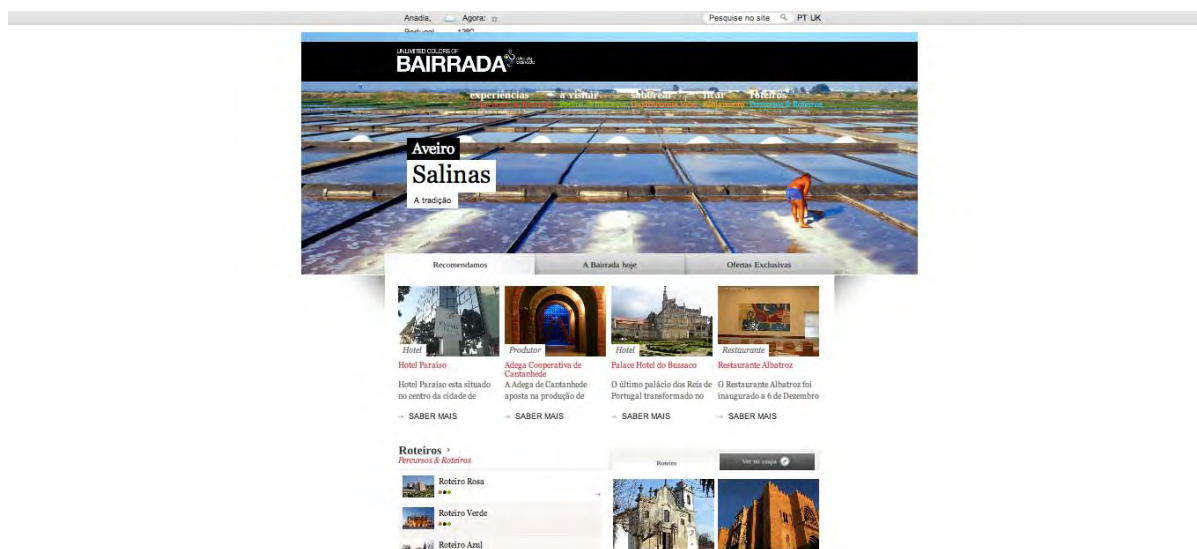 Anadia, Agora:
Pesquise no site PT UK
UNLIMITED COLORS OF
BAIRRADA
experiências a visitar saborear ficar roteiros
Percursos & Roteiros
Aveiro
Salinas
A tradição
Recomendamos
A Bairrada hoje
Ofertas Exclusivas
Hotel
Hotel Paraíso
Hotel Paraíso esta situado
no centro da cidade de
→ SABER MAIS
Produtor
Adega Cooperativa de
Cantanhede
A Adega de Cantanhede
aposta na produção de
→ SABER MAIS
Hotel
Palace Hotel do Bussaco
O último palácio dos Reis de
Portugal transformado no
→ SABER MAIS
Restaurante
Restaurante Albatroz
O Restaurante Albatroz foi
inaugurado a 6 de Dezembro
→ SABER MAIS
Roteiros ›
Percursos & Roteiros
Roteiro Rosa
Roteiro Verde
Roteiro Azul
Roteiro
Ver no mapa